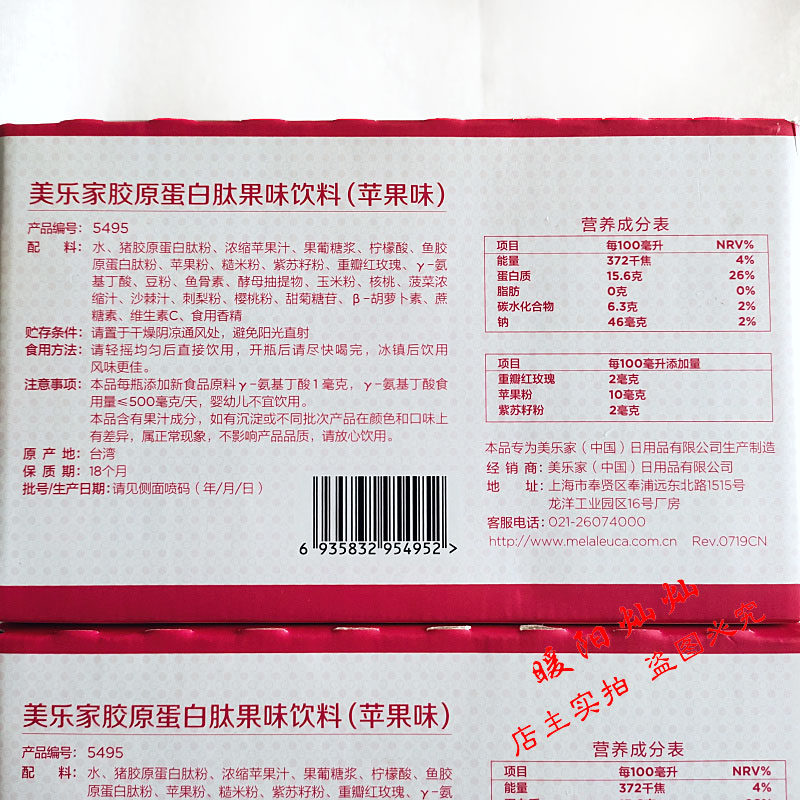 美乐家胶原蛋白肽果味饮料(苹果味)
产品编号: 5495
配 料: 水、猪胶原蛋白肽粉、浓缩苹果汁、果葡糖浆、柠檬酸、鱼胶
原蛋白肽粉、苹果粉、糙米粉、紫苏籽粉、重瓣红玫瑰、γ-氨
基丁酸、豆粉、鱼骨素、酵母抽提物、玉米粉、核桃、菠菜浓
缩汁、沙棘汁、刺梨粉、樱桃粉、甜菊糖苷、β-胡萝卜素、蔗
糖素、维生素C、食用香精
贮存条件: 请置于干燥阴凉通风处，避免阳光直射
食用方法: 请轻摇均匀后直接饮用，开瓶后请尽快喝完，冰镇后饮用
风味更佳。
注意事项: 本品每瓶添加新食品原料γ-氨基丁酸1毫克，γ-氨基丁酸食
用量≤500毫克/天，婴幼儿不宜饮用。
本品含有果汁成分，如有沉淀或不同批次产品在颜色和口味上
有差异，属正常现象，不影响产品品质，请放心饮用。
原 产 地: 台湾
保 质 期: 18个月
批号/生产日期: 请见侧面喷码（年/月/日）
6 935832 954952 >
营养成分表
项目 每100毫升 NRV%
能量 372千焦 4%
蛋白质 15.6克 26%
脂肪 0克 0%
碳水化合物 6.3克 2%
钠 46毫克 2%
项目 每100毫升添加量
重瓣红玫瑰 2毫克
苹果粉 10毫克
紫苏籽粉 2毫克
本品专为美乐家（中国）日用品有限公司生产制造
经 销 商: 美乐家（中国）日用品有限公司
地 址: 上海市奉贤区奉浦远东北路1515号
龙洋工业园区16号厂房
客服电话: 021-26074000
http://www.melaleuca.com.cn Rev.0719CN
暖阳灿灿
店主实拍 盗图必究
美乐家胶原蛋白肽果味饮料(苹果味)
产品编号: 5495
配 料: 水、猪胶原蛋白肽粉、浓缩苹果汁、果葡糖浆、柠檬酸、鱼胶
原蛋白肽粉、苹果粉、糙米粉、紫苏籽粉、重瓣红玫瑰、γ-氨
营养成分表
项目 每100毫升 NRV%
能量 372千焦 4%